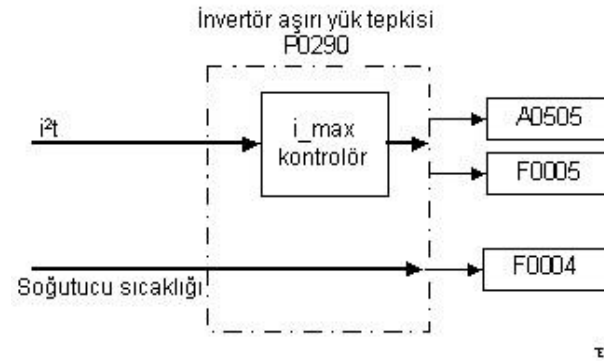 İnvertör aşırı yük tepkisi
P0290
i²t
i_max
kontrolör
A0505
F0005
F0004
Soğutucu sıcaklığı